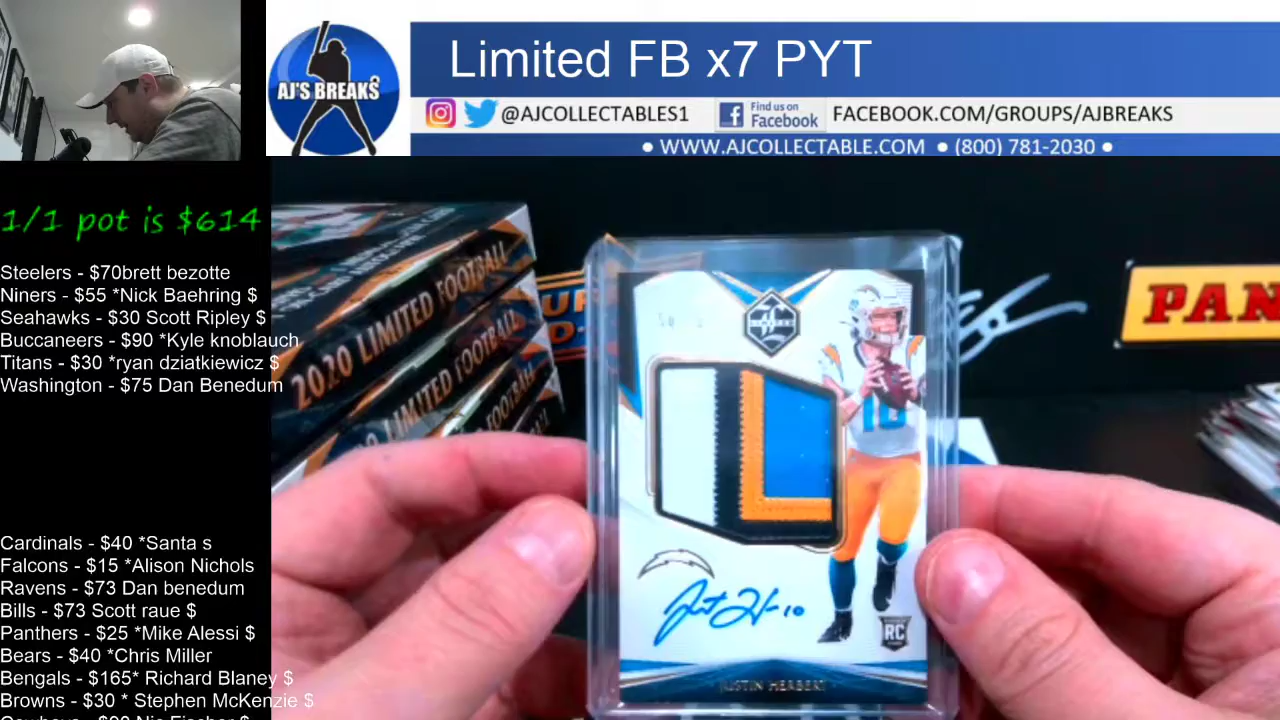 Limited FB x7 PYT
AJ'S BREAKS
@AJCOLLECTABLES1
Find us on
Facebook
FACEBOOK.COM/GROUPS/AJBREAKS
• WWW.AJCOLLECTABLE.COM • (800) 781-2030 •
1/1 pot is $614
Steelers - $70brett bezotte
Niners - $55 *Nick Baehring $
Seahawks - $30 Scott Ripley $
Buccaneers - $90 *Kyle knoblauch
Titans - $30 *ryan dziatkiewicz $
Washington - $75 Dan Benedum
Cardinals - $40 *Santa s
Falcons - $15 *Alison Nichols
Ravens - $73 Dan benedum
Bills - $73 Scott raue $
Panthers - $25 *Mike Alessi $
Bears - $40 *Chris Miller
Bengals - $165* Richard Blaney $
Browns - $30 * Stephen McKenzie $
2020 LIMITED FOOTBALL
LIMITED FOOTBALL
FOOTBALL
PAN
LIMITED
10
RC
JUSTIN HERBERT